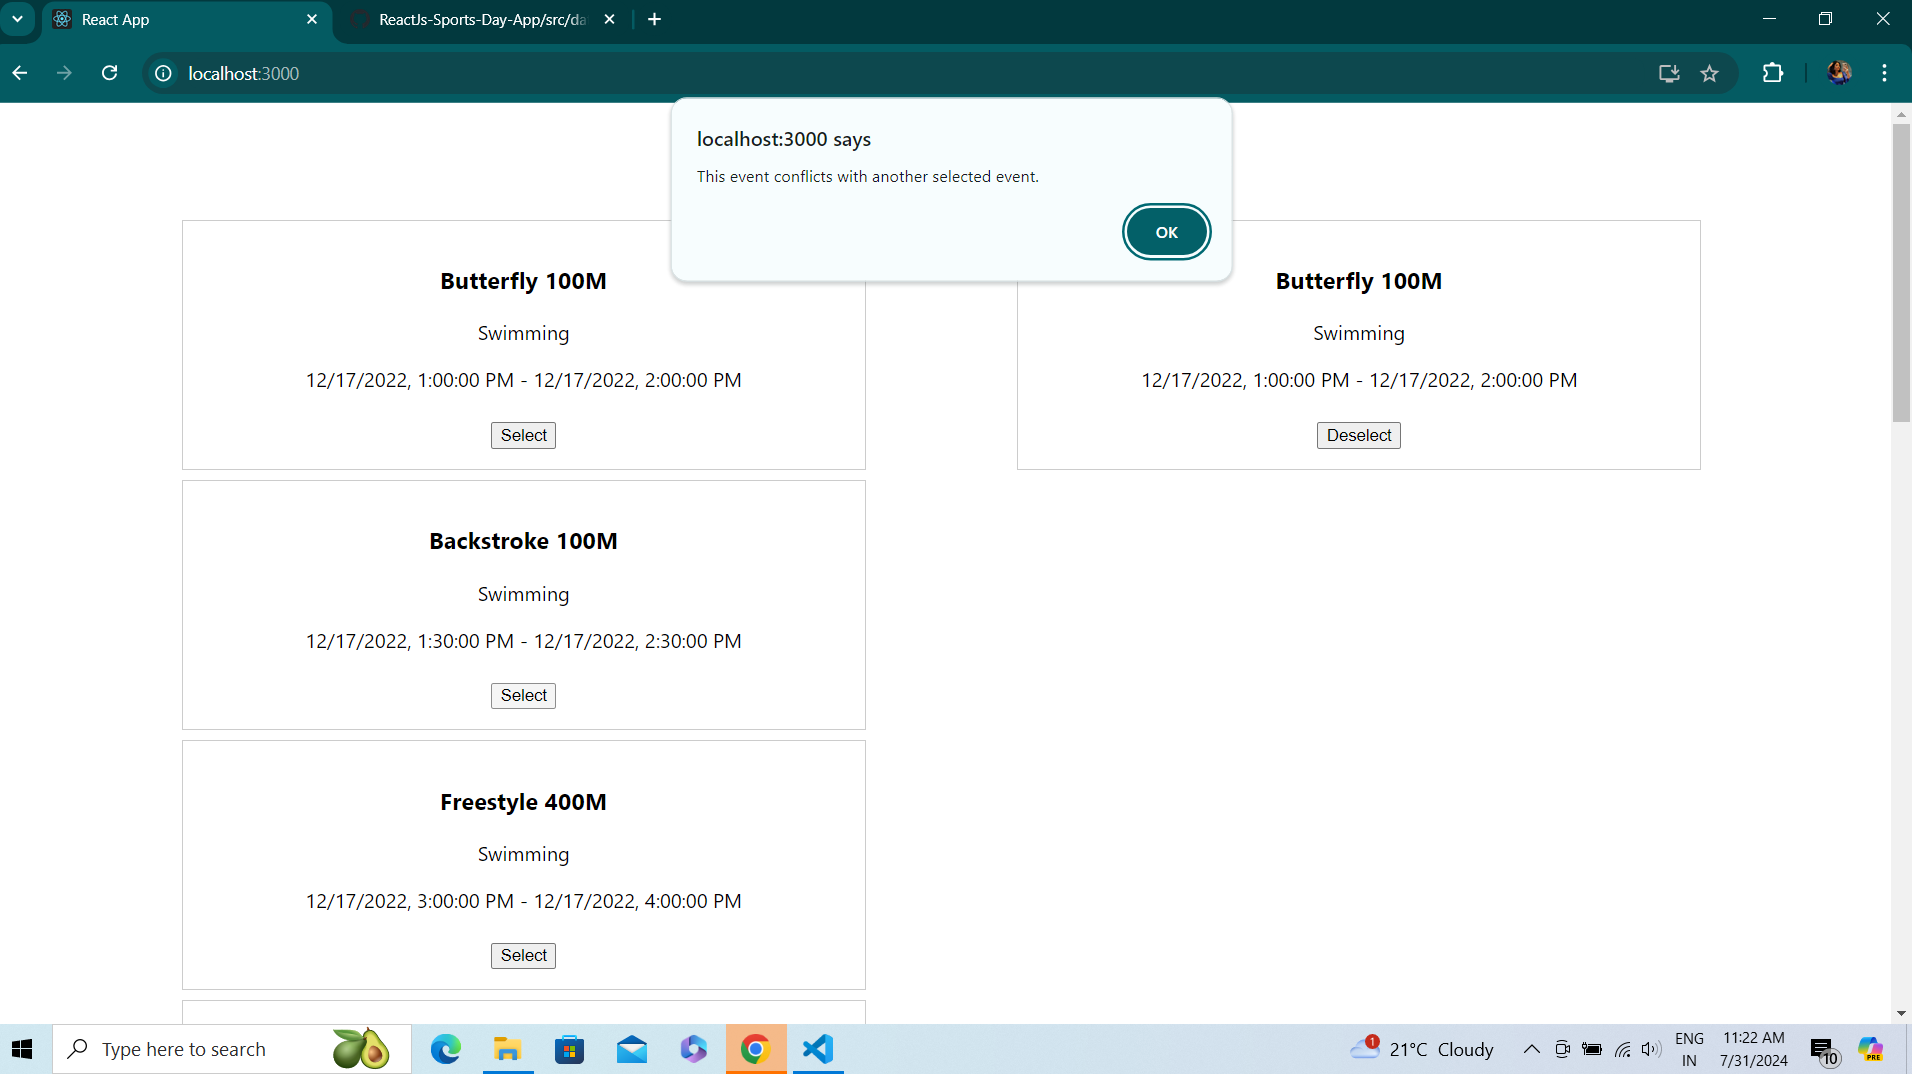 React App
ReactJs-Sports-Day-App/src/da
localhost:3000
localhost:3000 says
This event conflicts with another selected event.
OK
Butterfly 100M
Swimming
12/17/2022, 1:00:00 PM - 12/17/2022, 2:00:00 PM
Select
Butterfly 100M
Swimming
12/17/2022, 1:00:00 PM - 12/17/2022, 2:00:00 PM
Deselect
Backstroke 100M
Swimming
12/17/2022, 1:30:00 PM - 12/17/2022, 2:30:00 PM
Select
Freestyle 400M
Swimming
12/17/2022, 3:00:00 PM - 12/17/2022, 4:00:00 PM
Select
Type here to search
1
21°C Cloudy
ENG
IN
11:22 AM
7/31/2024
10
PRE